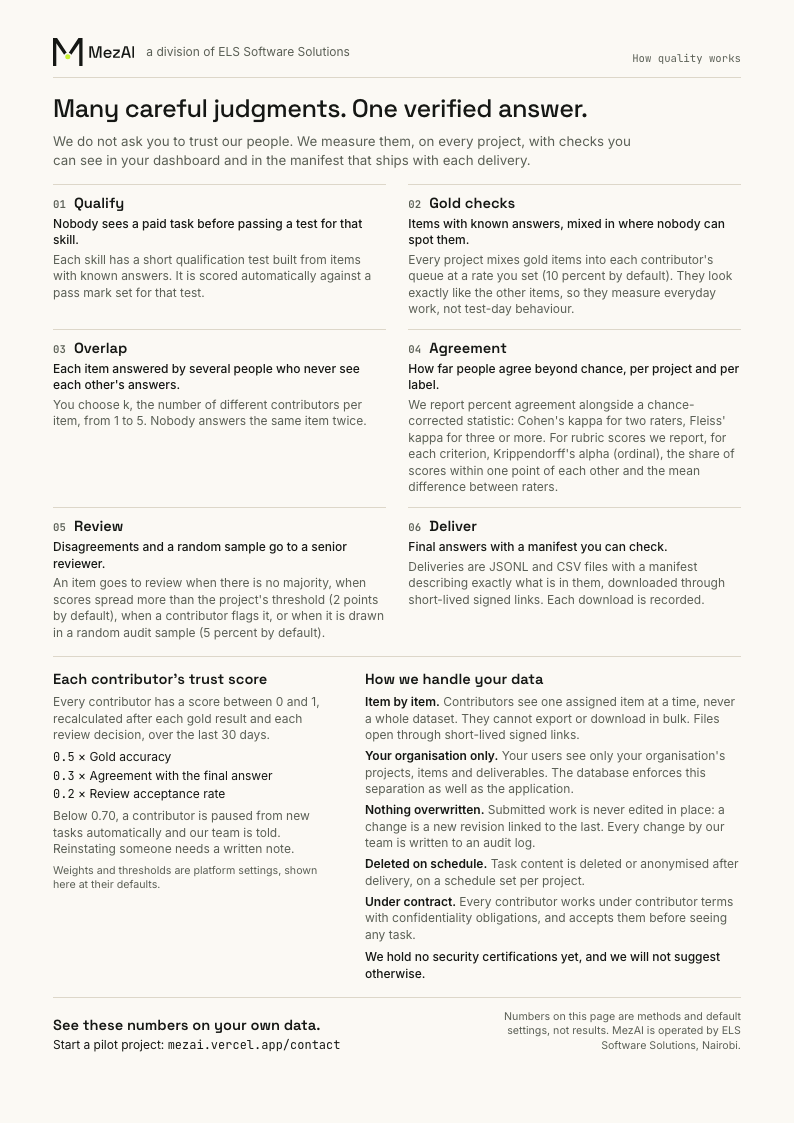 MezAI a division of ELS Software Solutions
How quality works
Many careful judgments. One verified answer.
We do not ask you to trust our people. We measure them, on every project, with checks you
can see in your dashboard and in the manifest that ships with each delivery.
01 Qualify
Nobody sees a paid task before passing a test for that
skill.
Each skill has a short qualification test built from items
with known answers. It is scored automatically against a
pass mark set for that test.
02 Gold checks
Items with known answers, mixed in where nobody can
spot them.
Every project mixes gold items into each contributor's
queue at a rate you set (10 percent by default). They look
exactly like the other items, so they measure everyday
work, not test-day behaviour.
03 Overlap
Each item answered by several people who never see
each other's answers.
You choose k, the number of different contributors per
item, from 1 to 5. Nobody answers the same item twice.
04 Agreement
How far people agree beyond chance, per project and per
label.
We report percent agreement alongside a chance-
corrected statistic: Cohen's kappa for two raters, Fleiss'
kappa for three or more. For rubric scores we report, for
each criterion, Krippendorff's alpha (ordinal), the share of
scores within one point of each other and the mean
difference between raters.
05 Review
Disagreements and a random sample go to a senior
reviewer.
An item goes to review when there is no majority, when
scores spread more than the project's threshold (2 points
by default), when a contributor flags it, or when it is drawn
in a random audit sample (5 percent by default).
06 Deliver
Final answers with a manifest you can check.
Deliveries are JSONL and CSV files with a manifest
describing exactly what is in them, downloaded through
short-lived signed links. Each download is recorded.
Each contributor's trust score
Every contributor has a score between 0 and 1,
recalculated after each gold result and each
review decision, over the last 30 days.
0.5 × Gold accuracy
0.3 × Agreement with the final answer
0.2 × Review acceptance rate
Below 0.70, a contributor is paused from new
tasks automatically and our team is told.
Reinstating someone needs a written note.
Weights and thresholds are platform settings, shown
here at their defaults.
How we handle your data
Item by item. Contributors see one assigned item at a time, never
a whole dataset. They cannot export or download in bulk. Files
open through short-lived signed links.
Your organisation only. Your users see only your organisation's
projects, items and deliverables. The database enforces this
separation as well as the application.
Nothing overwritten. Submitted work is never edited in place: a
change is a new revision linked to the last. Every change by our
team is written to an audit log.
Deleted on schedule. Task content is deleted or anonymised after
delivery, on a schedule set per project.
Under contract. Every contributor works under contributor terms
with confidentiality obligations, and accepts them before seeing
any task.
We hold no security certifications yet, and we will not suggest
otherwise.
See these numbers on your own data.
Start a pilot project: mezai.vercel.app/contact
Numbers on this page are methods and default
settings, not results. MezAI is operated by ELS
Software Solutions, Nairobi.